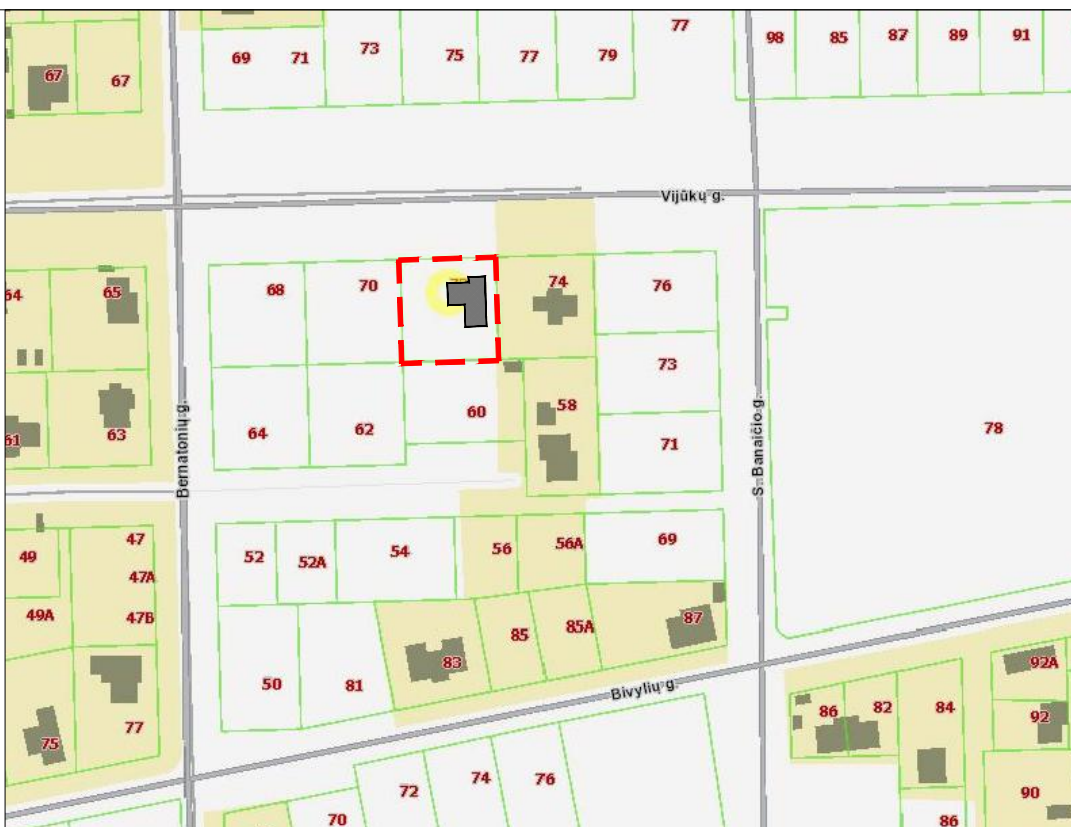 77
98 85 87 89 91
69 71 73 75 77 79
67 67
Vijūkų g.
64 65
68 70 74 76
73
61 63
64 62 60 58
71
78
Bernatonių g.
S. Banaičio g.
47
49
47A
49A 47B
52 52A 54 56 56A 69
50 81 83 85 85A 87
75 77
Bivylių g.
92A
86 82 84 92
90
86
70 72 74 76